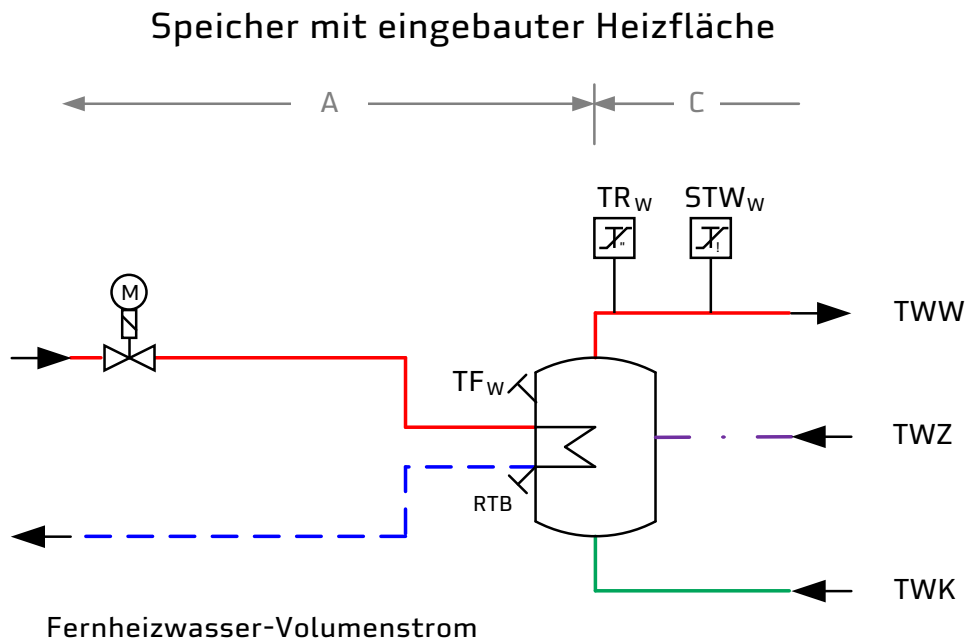 Speicher mit eingebauter Heizfläche
A
C
TRW
STWW
M
TWW
TFW
TWZ
RTB
TWK
Fernheizwasser-Volumenstrom